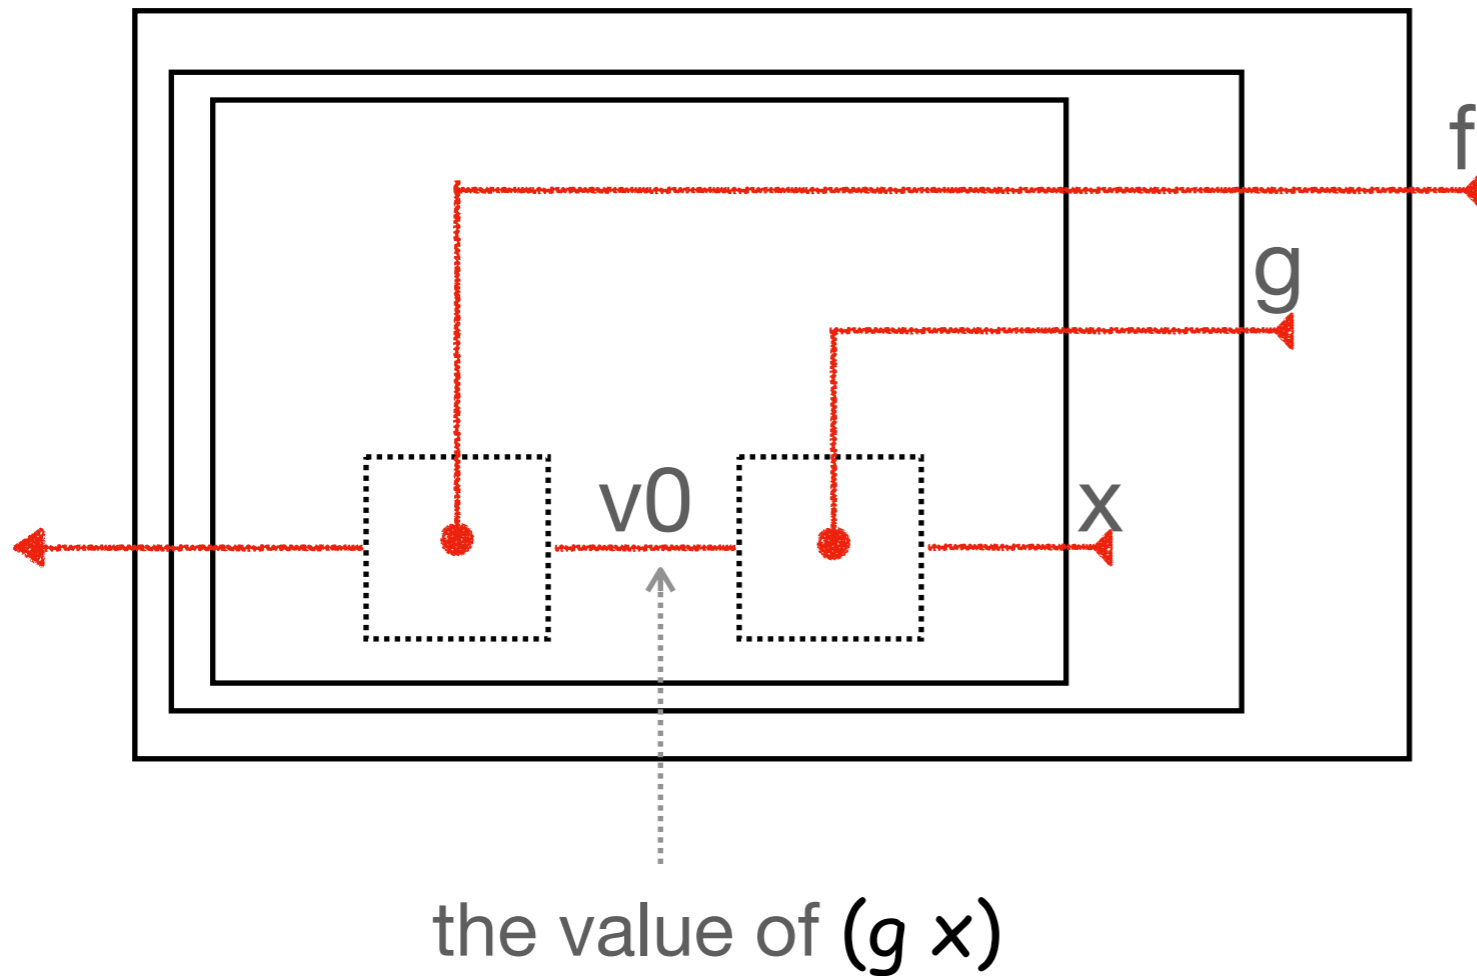 f
g
v0
x
the value of (g x)